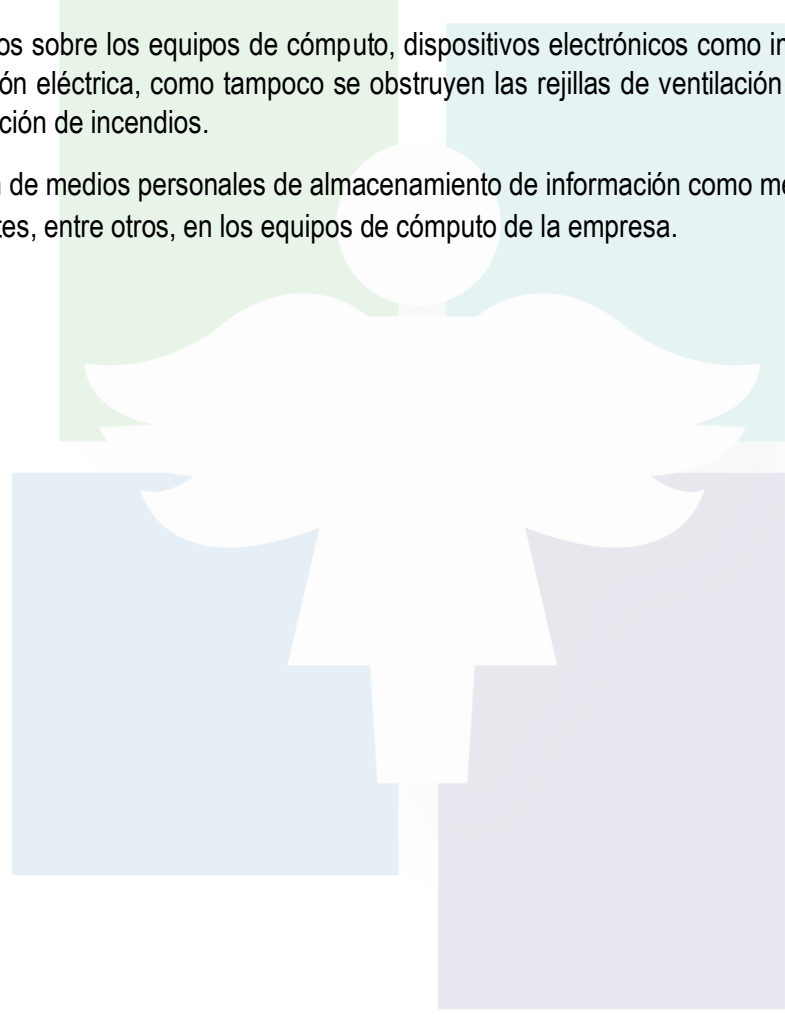 os sobre los equipos de cómputo, dispositivos electrónicos como in
ón eléctrica, como tampoco se obstruyen las rejillas de ventilación
ción de incendios.
de medios personales de almacenamiento de información como me
tes, entre otros, en los equipos de cómputo de la empresa.